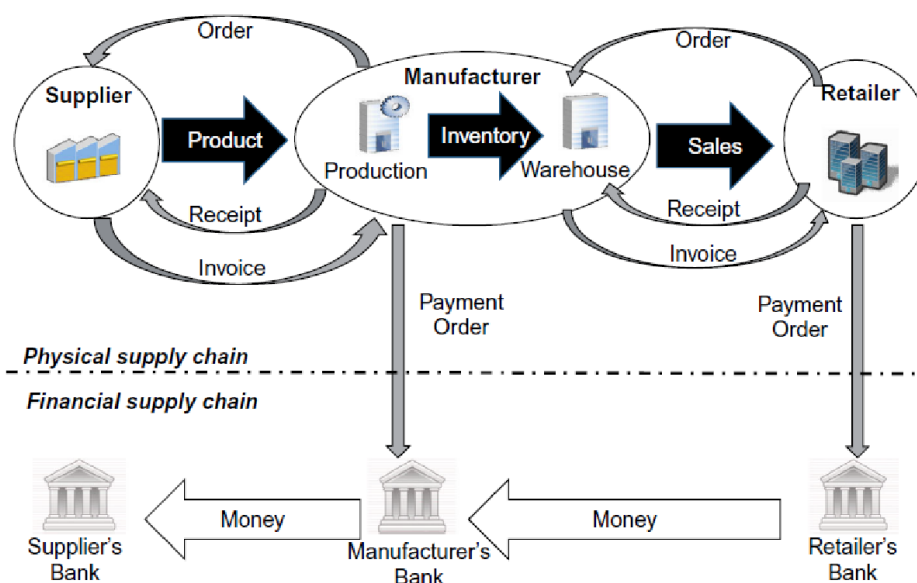 Order
Order
Supplier
Manufacturer
Retailer
Product
Inventory
Sales
Production
Warehouse
Receipt
Receipt
Invoice
Invoice
Payment
Order
Payment
Order
Physical supply chain
Financial supply chain
Money
Money
Supplier's
Bank
Manufacturer's
Bank
Retailer's
Bank